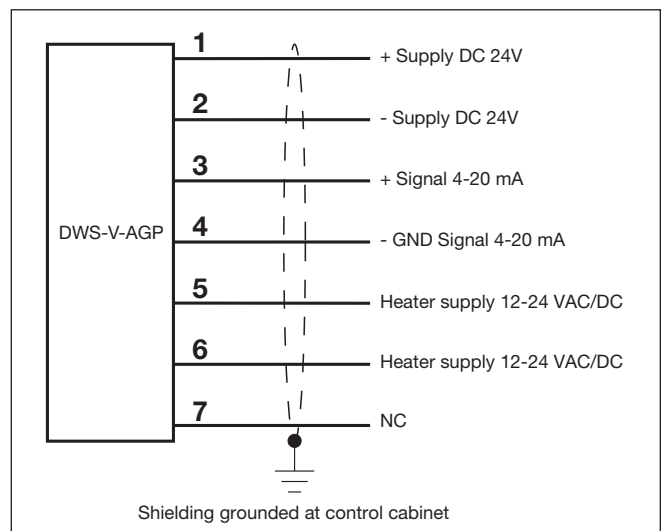 1
+ Supply DC 24V
2
- Supply DC 24V
3
+ Signal 4-20 mA
DWS-V-AGP
4
- GND Signal 4-20 mA
5
Heater supply 12-24 VAC/DC
6
Heater supply 12-24 VAC/DC
7
NC
Shielding grounded at control cabinet